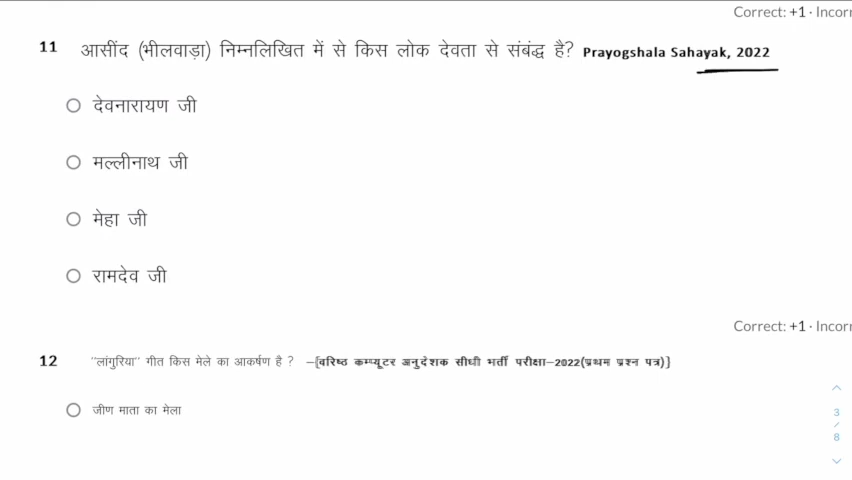 Correct: +1 · Incorr
11 आसींद (भीलवाड़ा) निम्नलिखित में से किस लोक देवता से संबंद्ध है? Prayogshala Sahayak, 2022
देवनारायण जी
मल्लीनाथ जी
मेहा जी
रामदेव जी
Correct: +1 · Incorr
12 "लांगुरिया" गीत किस मेले का आकर्षण है ? –[वरिष्ठ कम्प्यूटर अनुदेशक सीधी भर्ती परीक्षा–2022(प्रथम प्रश्न पत्र)}
जीण माता का मेला
3
/
8